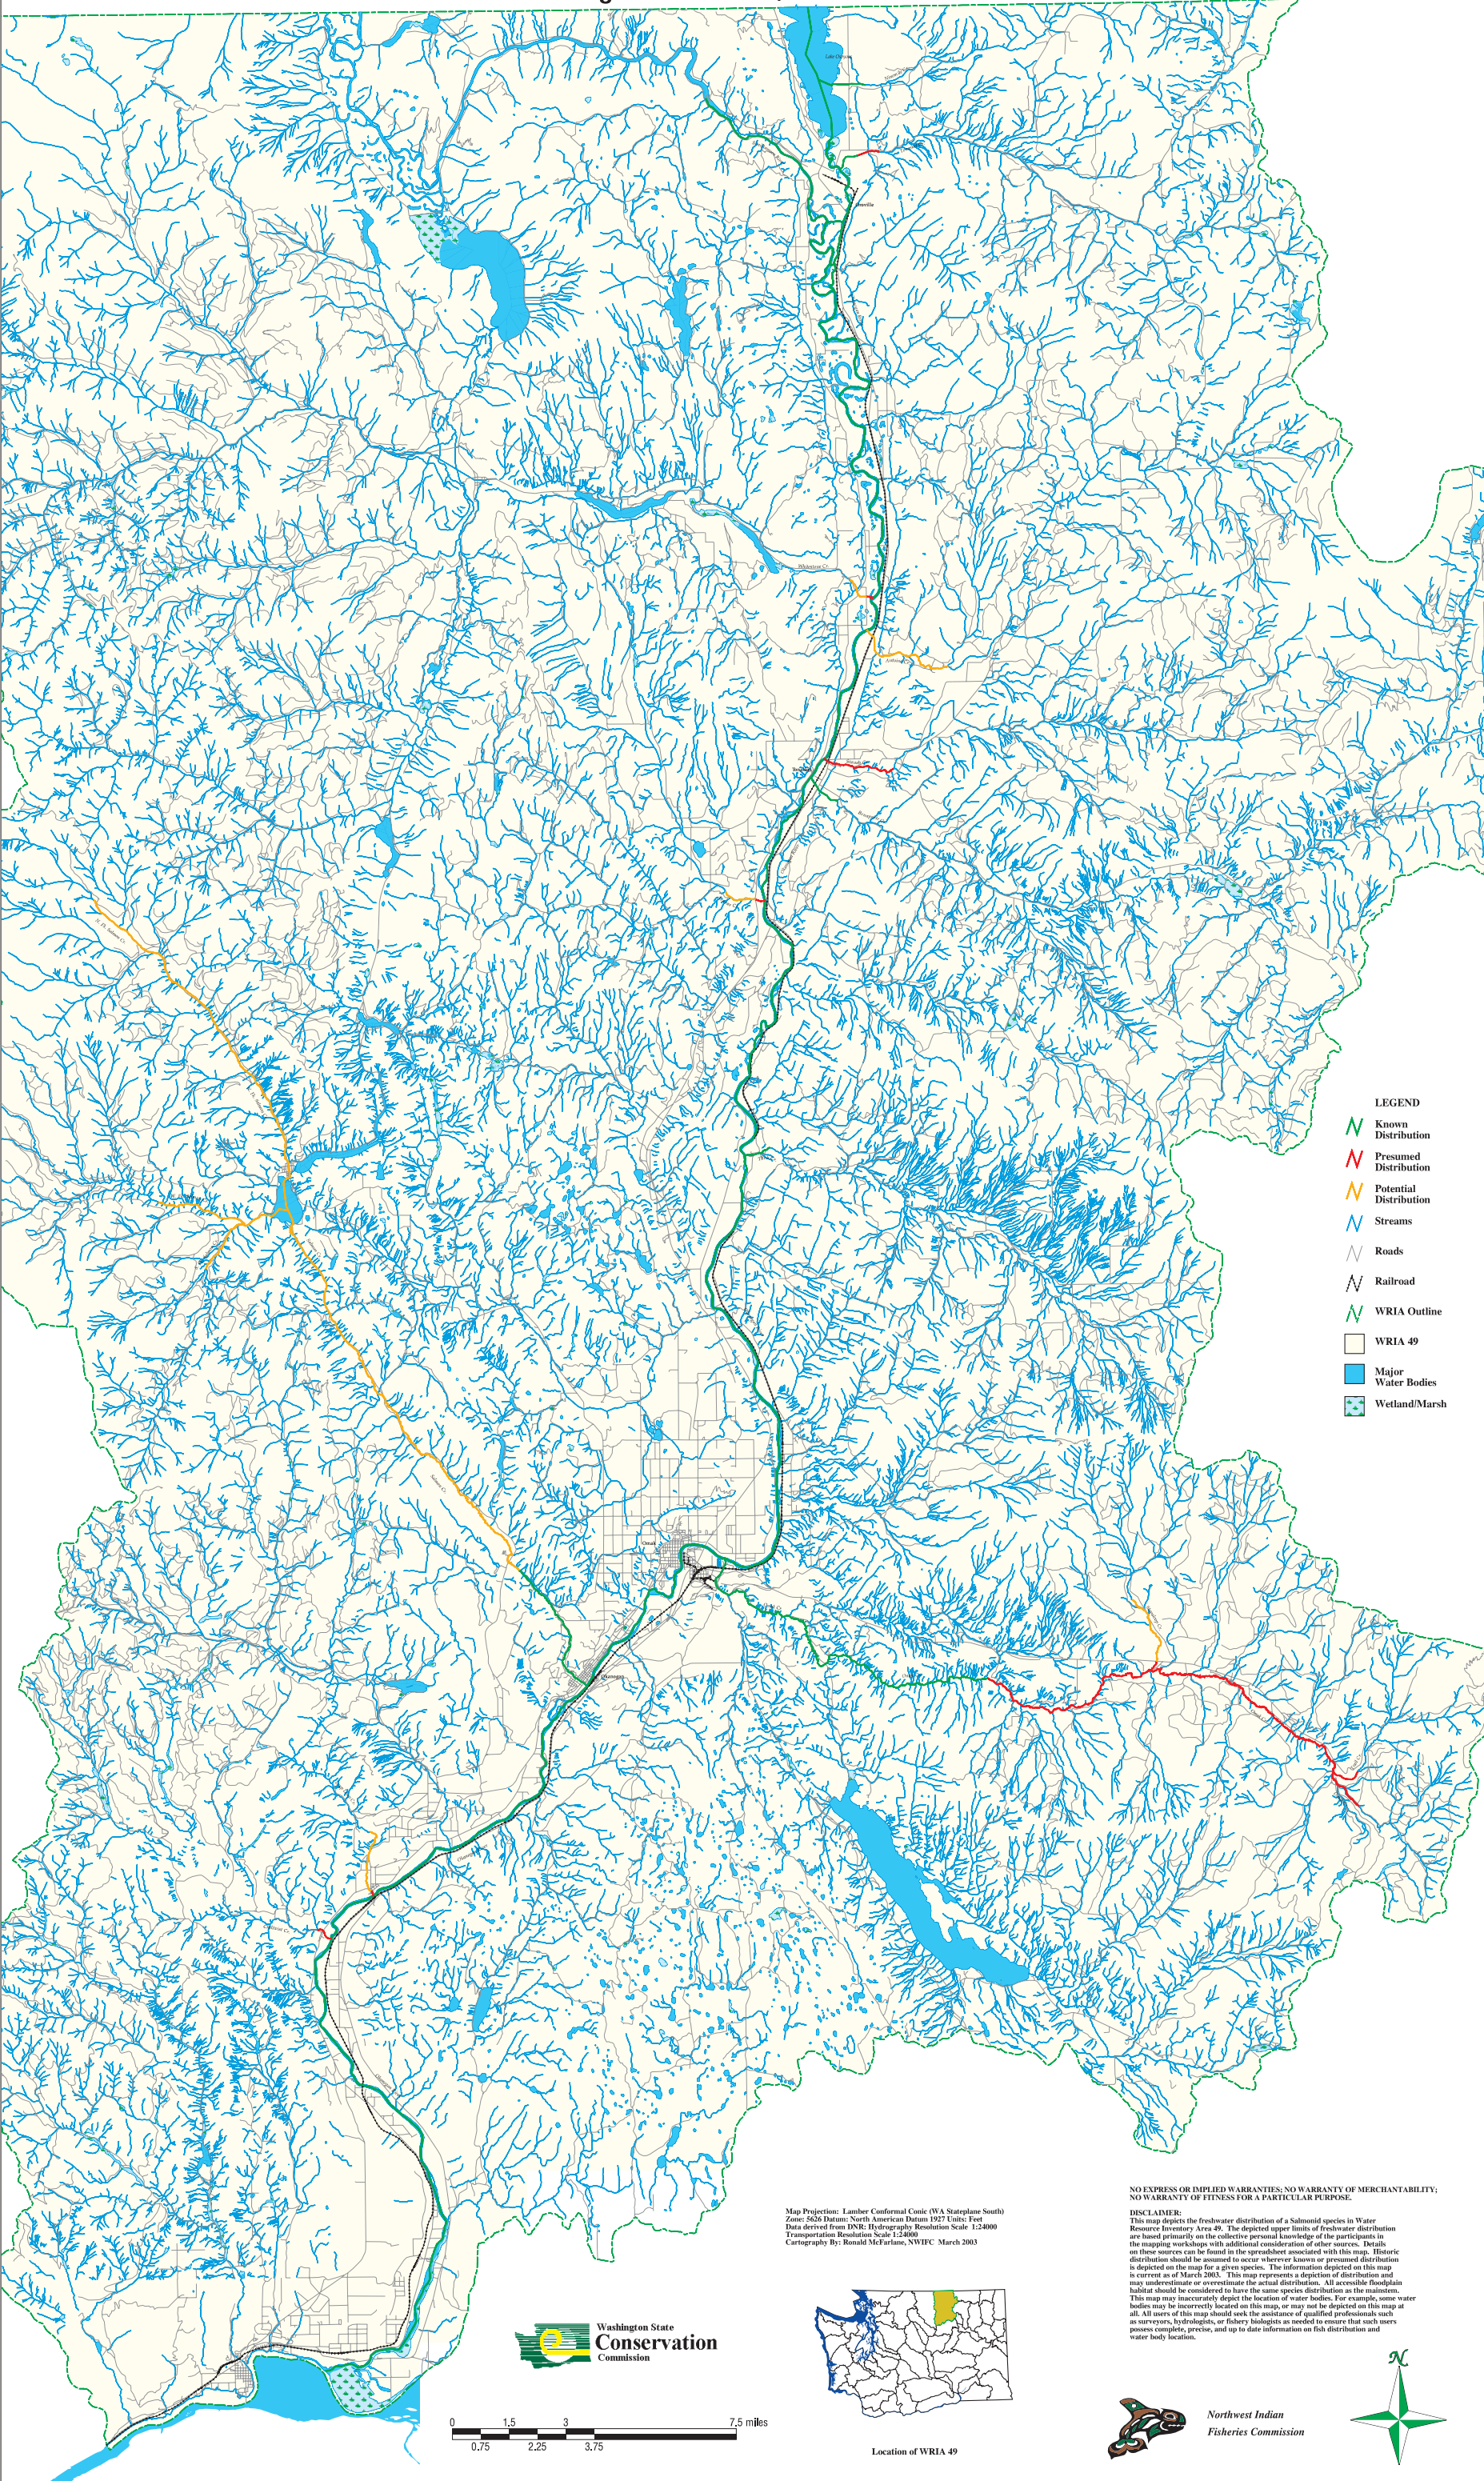 Lake Osoyoos
Oroville
Whitestone Cr.
Antoine Cr.
Tonasket
Salmon Cr.
Omak
Okanogan
LEGEND
Known
Distribution
Presumed
Distribution
Potential
Distribution
Streams
Roads
Railroad
WRIA Outline
WRIA 49
Major
Water Bodies
Wetland/Marsh
Map Projection: Lamber Conformal Conic (WA Stateplane South)
Zone: 5626 Datum: North American Datum 1927 Units: Feet
Data derived from DNR: Hydrography Resolution Scale 1:24000
Transportation Resolution Scale 1:24000
Cartography By: Ronald McFarlane, NWIFC March 2003
NO EXPRESS OR IMPLIED WARRANTIES; NO WARRANTY OF MERCHANTABILITY;
NO WARRANTY OF FITNESS FOR A PARTICULAR PURPOSE.
DISCLAIMER:
This map depicts the freshwater distribution of a Salmonid species in Water
Resource Inventory Area 49. The depicted upper limits of freshwater distribution
are based primarily on the collective personal knowledge of the participants in
the mapping workshops with additional consideration of other sources. Details
on these sources can be found in the spreadsheet associated with this map. Historic
distribution should be assumed to occur wherever known or presumed distribution
is depicted on the map for a given species. The information depicted on this map
is current as of March 2003. This map represents a depiction of distribution and
may underestimate or overestimate the actual distribution. All accessible floodplain
habitat should be considered to have the same species distribution as the mainstem.
This map may inaccurately depict the location of water bodies. For example, some water
bodies may be incorrectly located on this map, or may not be depicted on this map at
all. All users of this map should seek the assistance of qualified professionals such
as surveyors, hydrologists, or fishery biologists as needed to ensure that such users
possess complete, precise, and up to date information on fish distribution and
water body location.
Washington State
Conservation
Commission
0 1.5 3 7.5 miles
0.75 2.25 3.75
Location of WRIA 49
Northwest Indian
Fisheries Commission
N